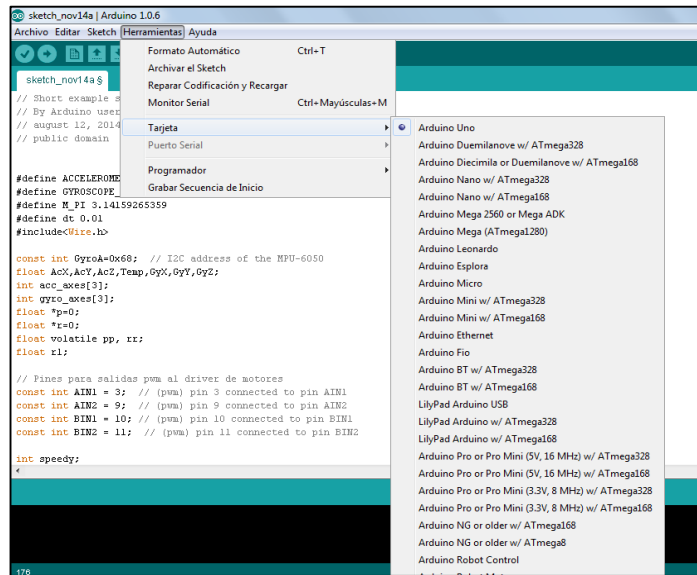 sketch_nov14a | Arduino 1.0.6
Archivo Editar Sketch Herramientas Ayuda
Formato Automático Ctrl+T
Archivar el Sketch
Reparar Codificación y Recargar
Monitor Serial Ctrl+Mayúsculas+M
Tarjeta
Puerto Serial
Programador
Grabar Secuencia de Inicio
Arduino Uno
Arduino Duemilanove w/ ATmega328
Arduino Diecimila or Duemilanove w/ ATmega168
Arduino Nano w/ ATmega328
Arduino Nano w/ ATmega168
Arduino Mega 2560 or Mega ADK
Arduino Mega (ATmega1280)
Arduino Leonardo
Arduino Esplora
Arduino Micro
Arduino Mini w/ ATmega328
Arduino Mini w/ ATmega168
Arduino Ethernet
Arduino Fio
Arduino BT w/ ATmega328
Arduino BT w/ ATmega168
LilyPad Arduino USB
LilyPad Arduino w/ ATmega328
LilyPad Arduino w/ ATmega168
Arduino Pro or Pro Mini (5V, 16 MHz) w/ ATmega328
Arduino Pro or Pro Mini (5V, 16 MHz) w/ ATmega168
Arduino Pro or Pro Mini (3.3V, 8 MHz) w/ ATmega328
Arduino Pro or Pro Mini (3.3V, 8 MHz) w/ ATmega168
Arduino NG or older w/ ATmega168
Arduino NG or older w/ ATmega8
Arduino Robot Control
sketch_nov14a §
// Short example s
// By Arduino user
// august 12, 2014
// public domain
#define ACCELEROME
#define GYROSCOPE_
#define M_PI 3.14159265359
#define dt 0.01
#include<Wire.h>
const int GyroA=0x68; // I2C address of the MPU-6050
float AcX,AcY,AcZ,Temp,GyX,GyY,GyZ;
int acc_axes[3];
int gyro_axes[3];
float *p=0;
float *r=0;
float volatile pp, rr;
float rl;
// Pines para salidas pwm al driver de motores
const int AIN1 = 3; // (pwm) pin 3 connected to pin AIN1
const int AIN2 = 9; // (pwm) pin 9 connected to pin AIN2
const int BIN1 = 10; // (pwm) pin 10 connected to pin BIN1
const int BIN2 = 11; // (pwm) pin 11 connected to pin BIN2
int speedy;
176